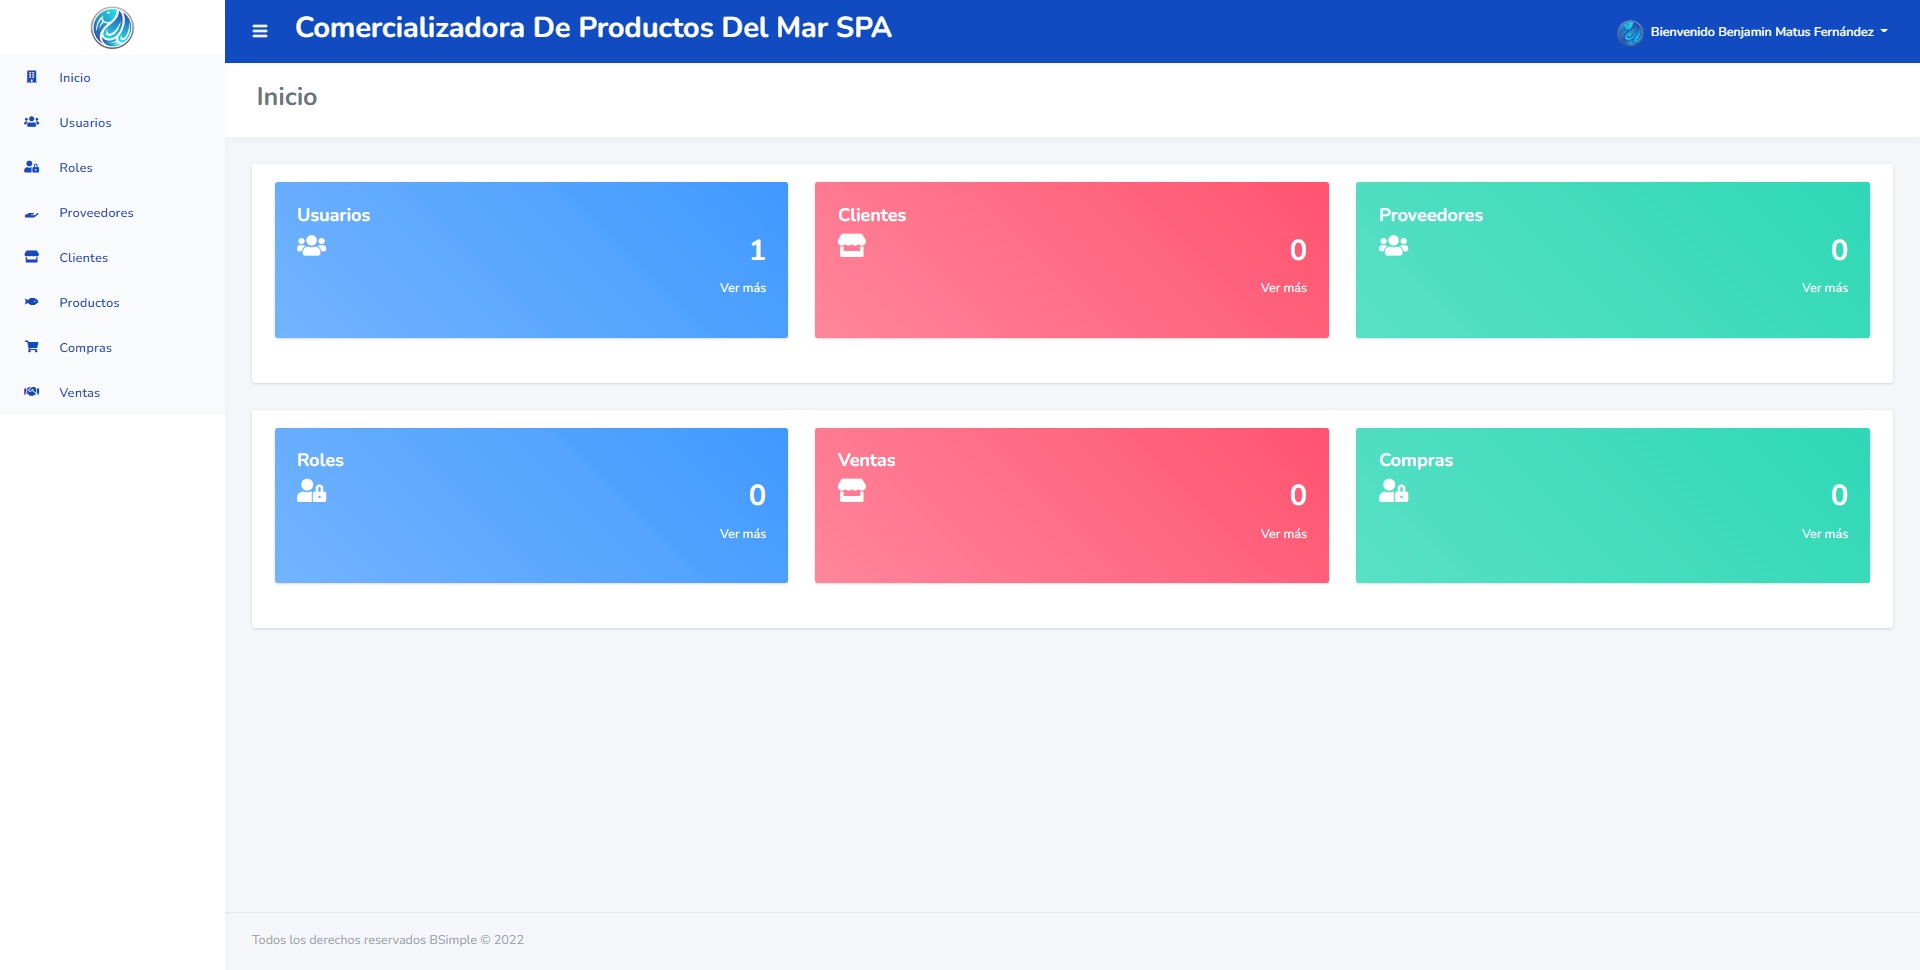 Comercializadora De Productos Del Mar SPA
Bienvenido Benjamin Matus Fernández
Inicio
Usuarios
Roles
Proveedores
Clientes
Productos
Compras
Ventas
Inicio
Usuarios
1
Ver más
Clientes
0
Ver más
Proveedores
0
Ver más
Roles
0
Ver más
Ventas
0
Ver más
Compras
0
Ver más
Todos los derechos reservados BSimple © 2022